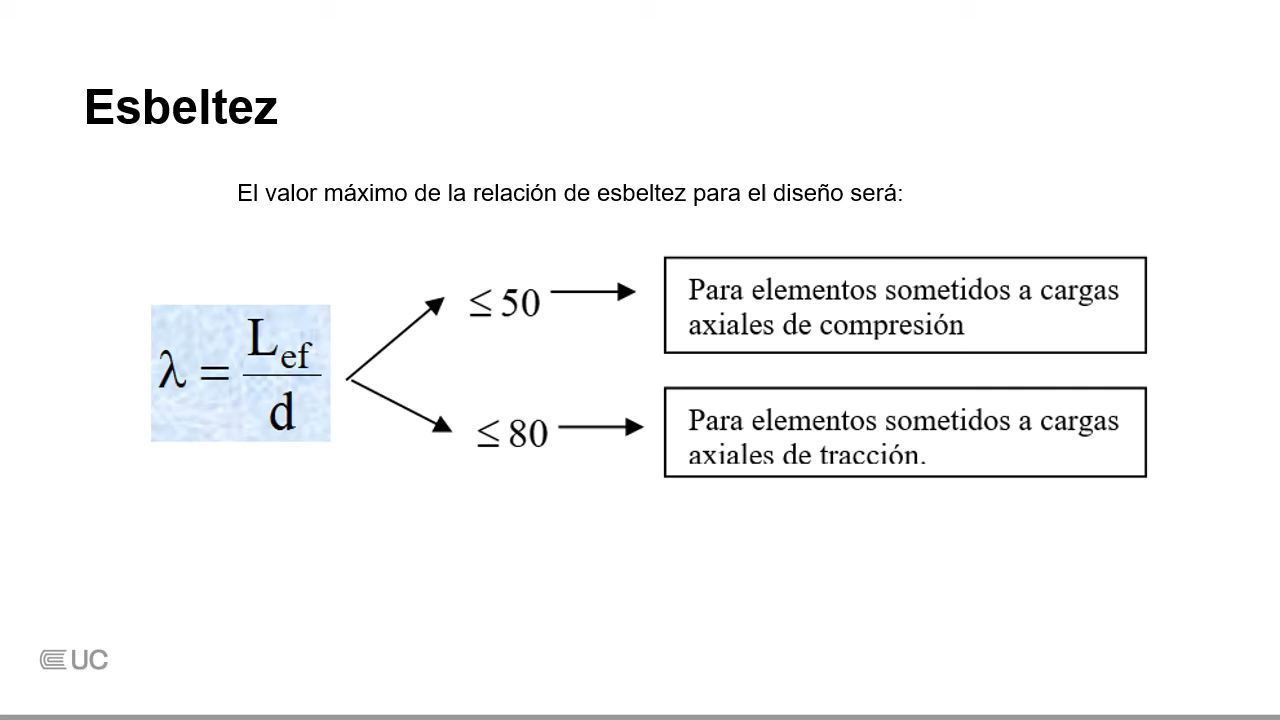 Esbeltez
El valor máximo de la relación de esbeltez para el diseño será:
λ = L_ef / d
≤ 50
Para elementos sometidos a cargas
axiales de compresión
≤ 80
Para elementos sometidos a cargas
axiales de tracción.
UC